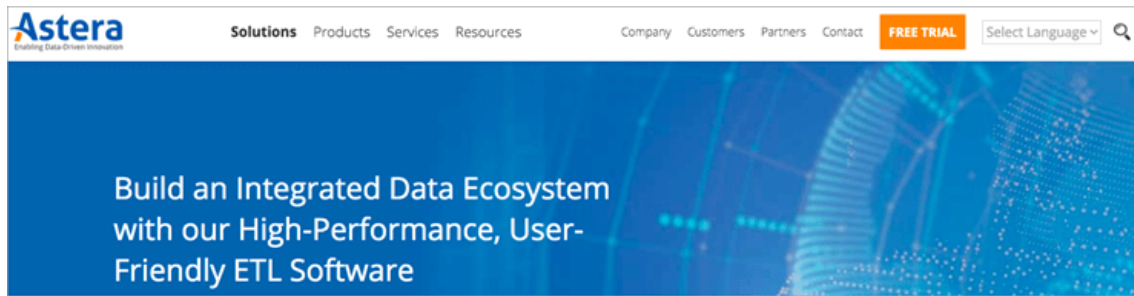 Astera
Enabling Data-Driven Innovation
Solutions Products Services Resources Company Customers Partners Contact FREE TRIAL Select Language
Build an Integrated Data Ecosystem
with our High-Performance, User-
Friendly ETL Software